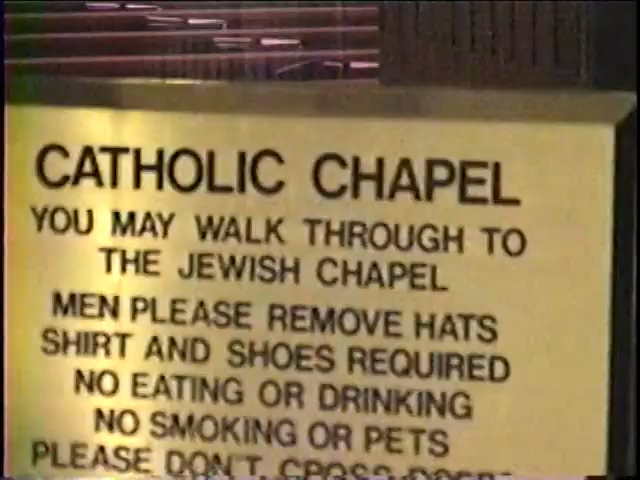 CATHOLIC CHAPEL
YOU MAY WALK THROUGH TO
THE JEWISH CHAPEL
MEN PLEASE REMOVE HATS
SHIRT AND SHOES REQUIRED
NO EATING OR DRINKING
NO SMOKING OR PETS
PLEASE DON'T CROSS